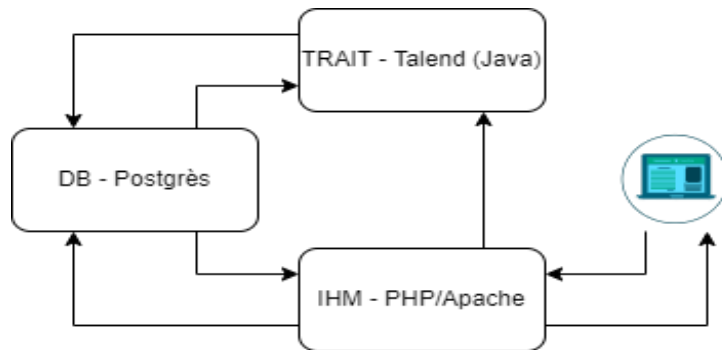 TRAIT - Talend (Java)
DB - Postgrès
IHM - PHP/Apache